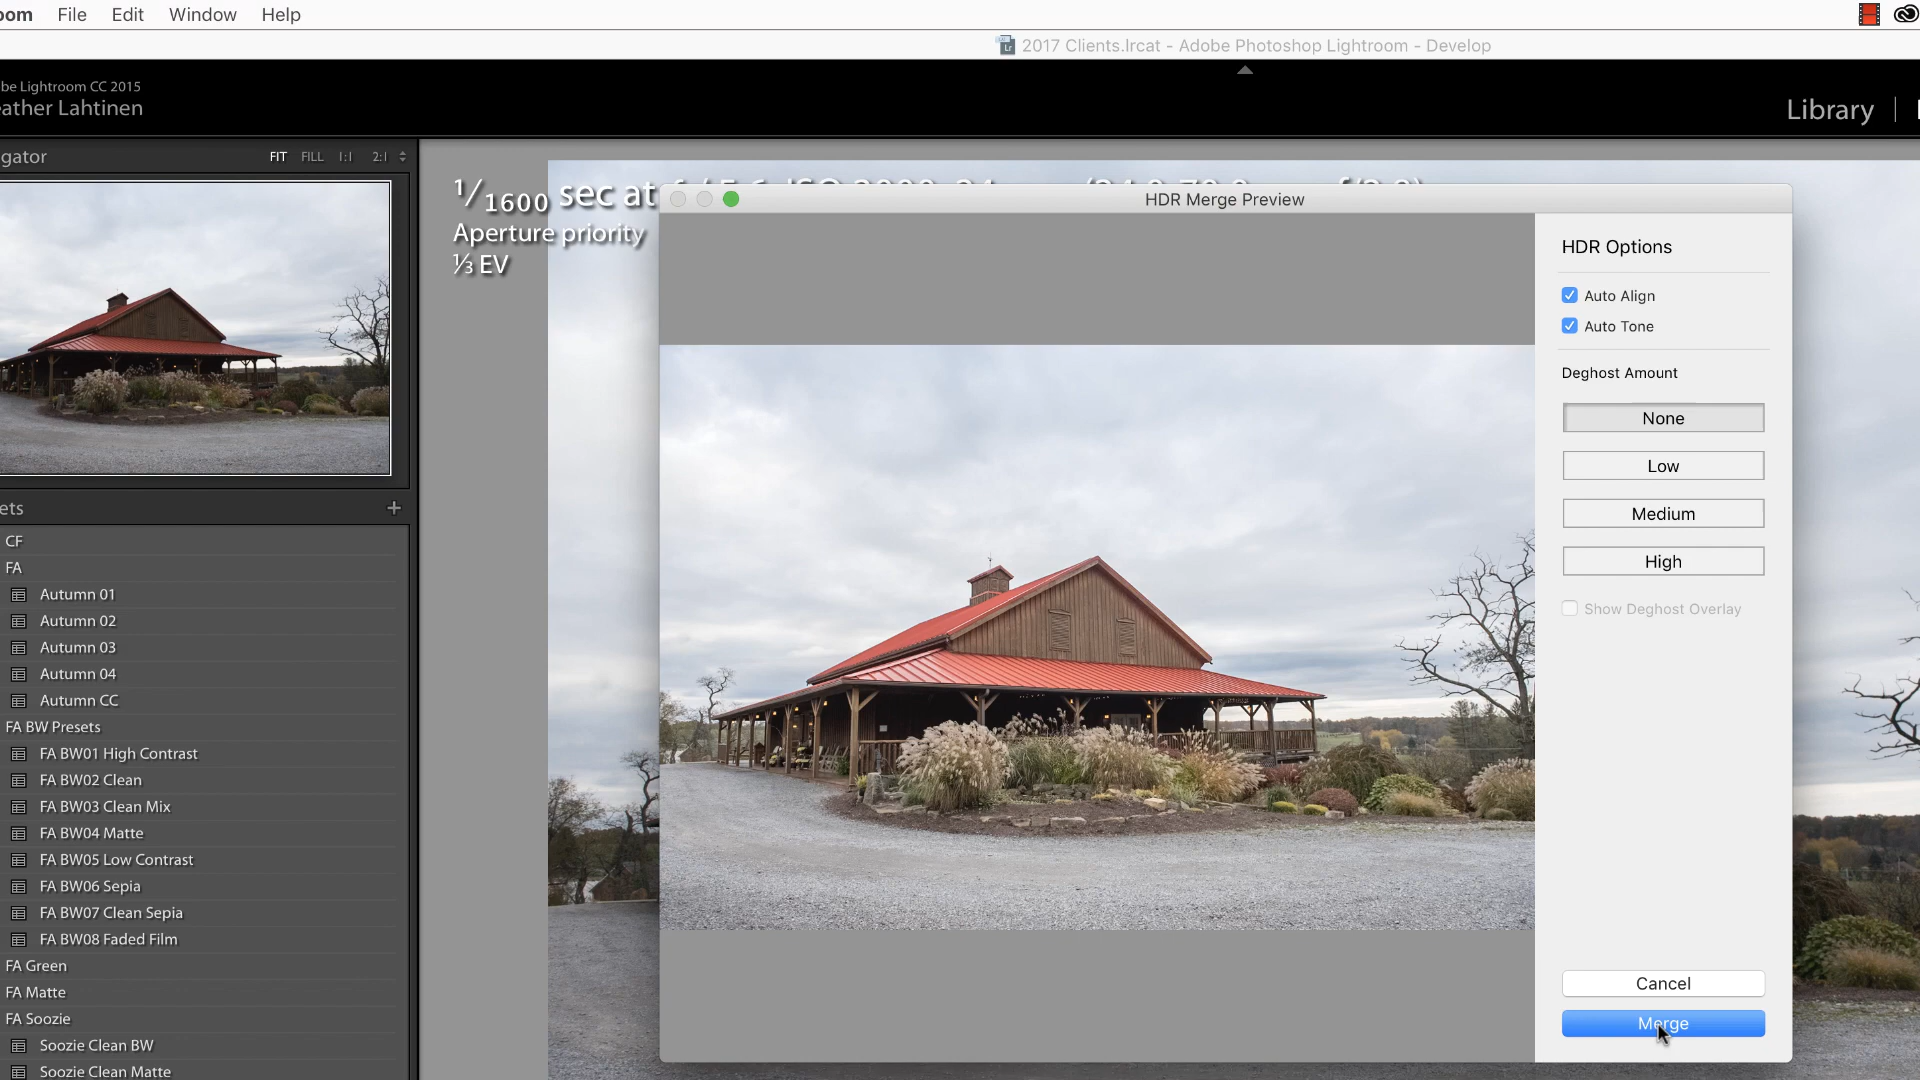 oom File Edit Window Help
2017 Clients.lrcat - Adobe Photoshop Lightroom - Develop
be Lightroom CC 2015
eather Lahtinen
Library |
gator FIT FILL 1:1 2:1
1/1600 sec at
Aperture priority
1/3 EV
HDR Merge Preview
HDR Options
Auto Align
Auto Tone
Deghost Amount
None
Low
Medium
High
Show Deghost Overlay
Cancel
Merge
ets +
CF
FA
Autumn 01
Autumn 02
Autumn 03
Autumn 04
Autumn CC
FA BW Presets
FA BW01 High Contrast
FA BW02 Clean
FA BW03 Clean Mix
FA BW04 Matte
FA BW05 Low Contrast
FA BW06 Sepia
FA BW07 Clean Sepia
FA BW08 Faded Film
FA Green
FA Matte
FA Soozie
Soozie Clean BW
Soozie Clean Matte